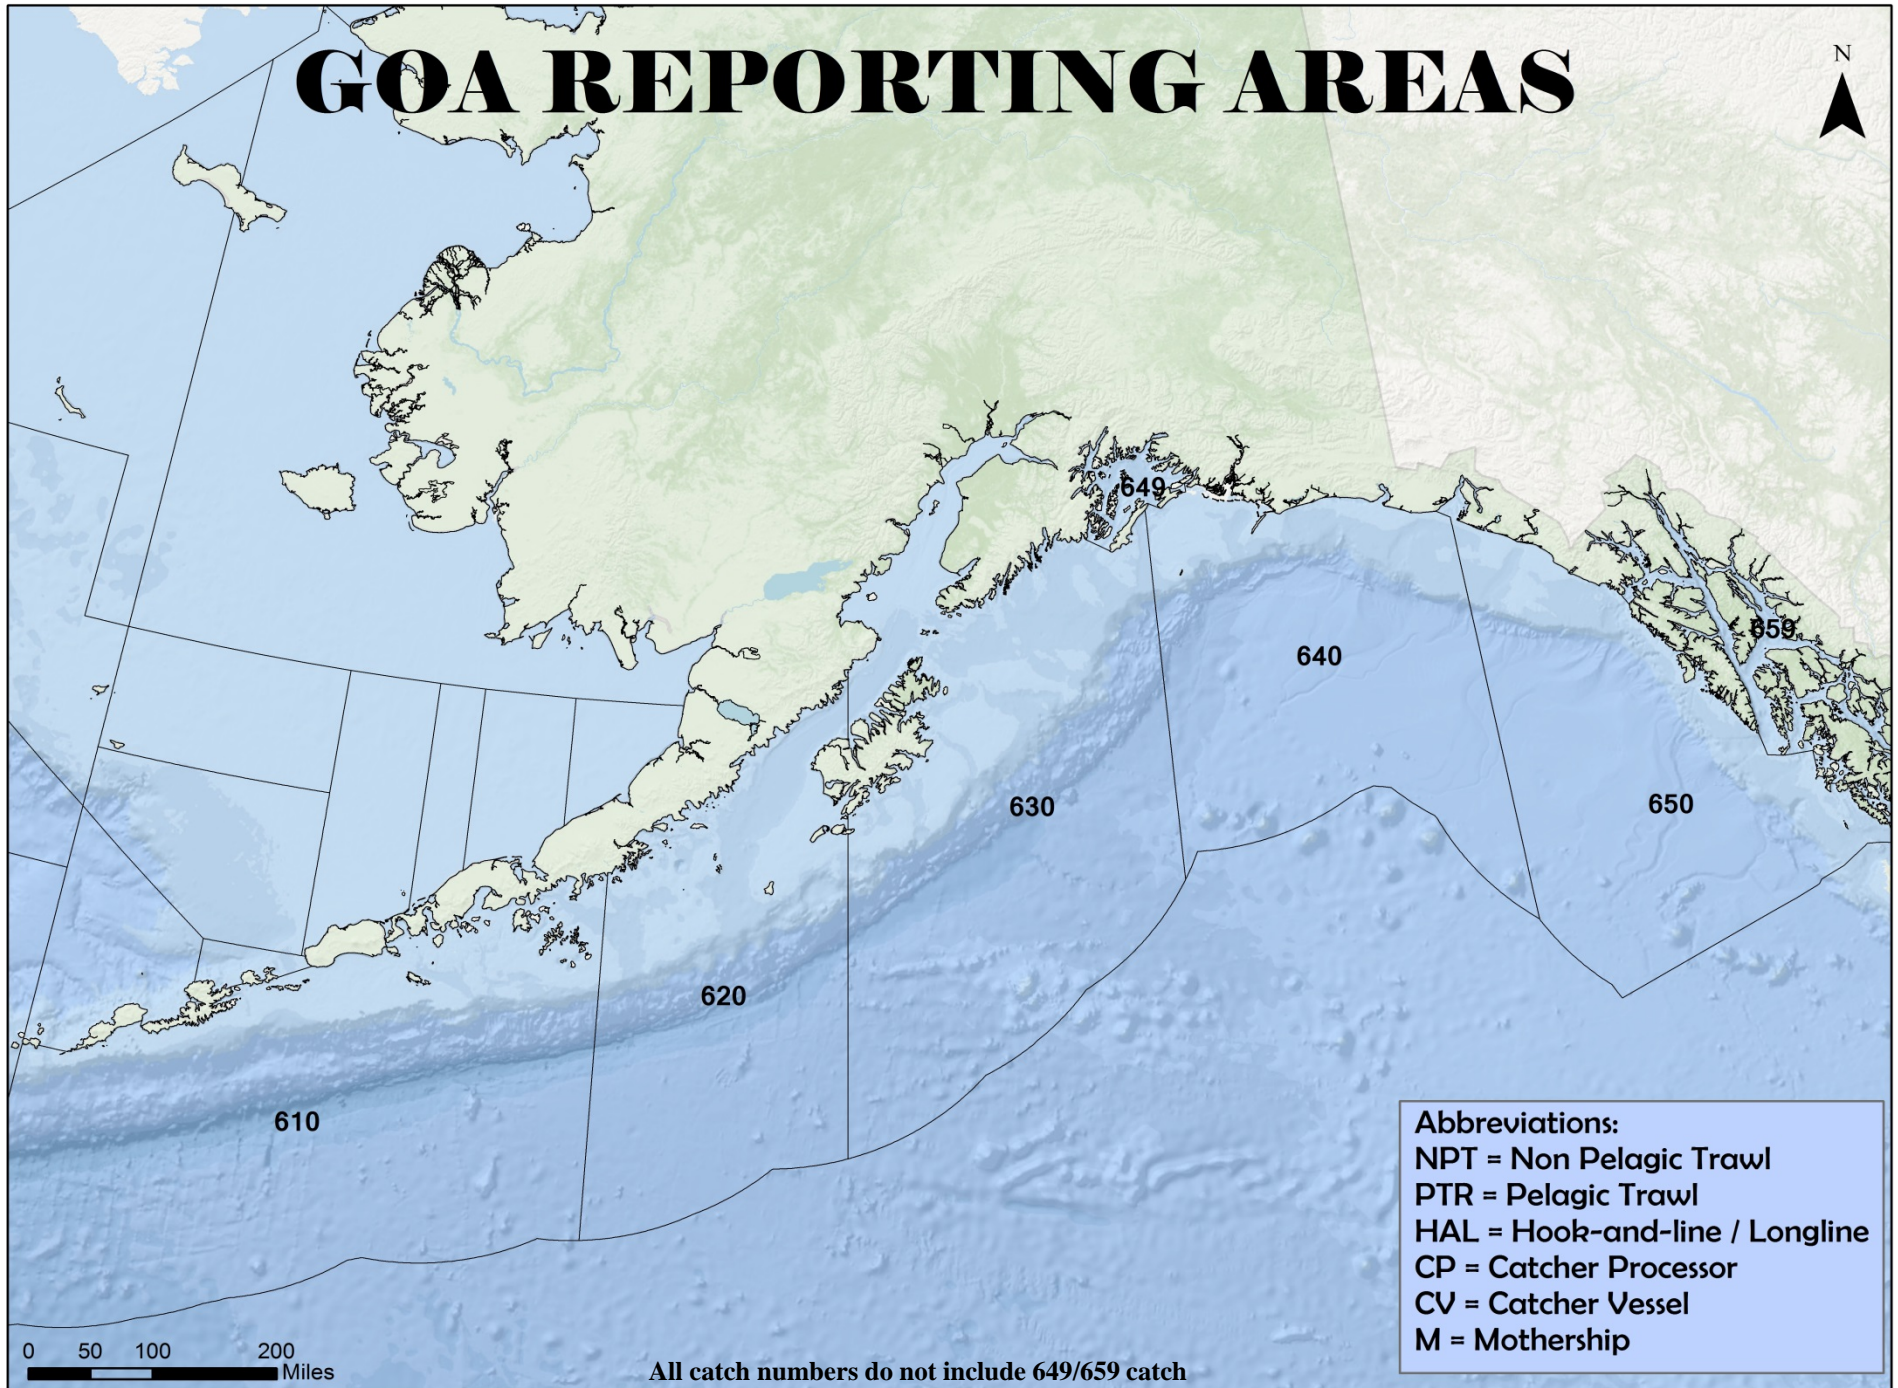 GOA REPORTING AREAS
N
649
659
640
650
630
620
610
Abbreviations:
NPT = Non Pelagic Trawl
PTR = Pelagic Trawl
HAL = Hook-and-line / Longline
CP = Catcher Processor
CV = Catcher Vessel
M = Mothership
0 50 100 200
Miles
All catch numbers do not include 649/659 catch